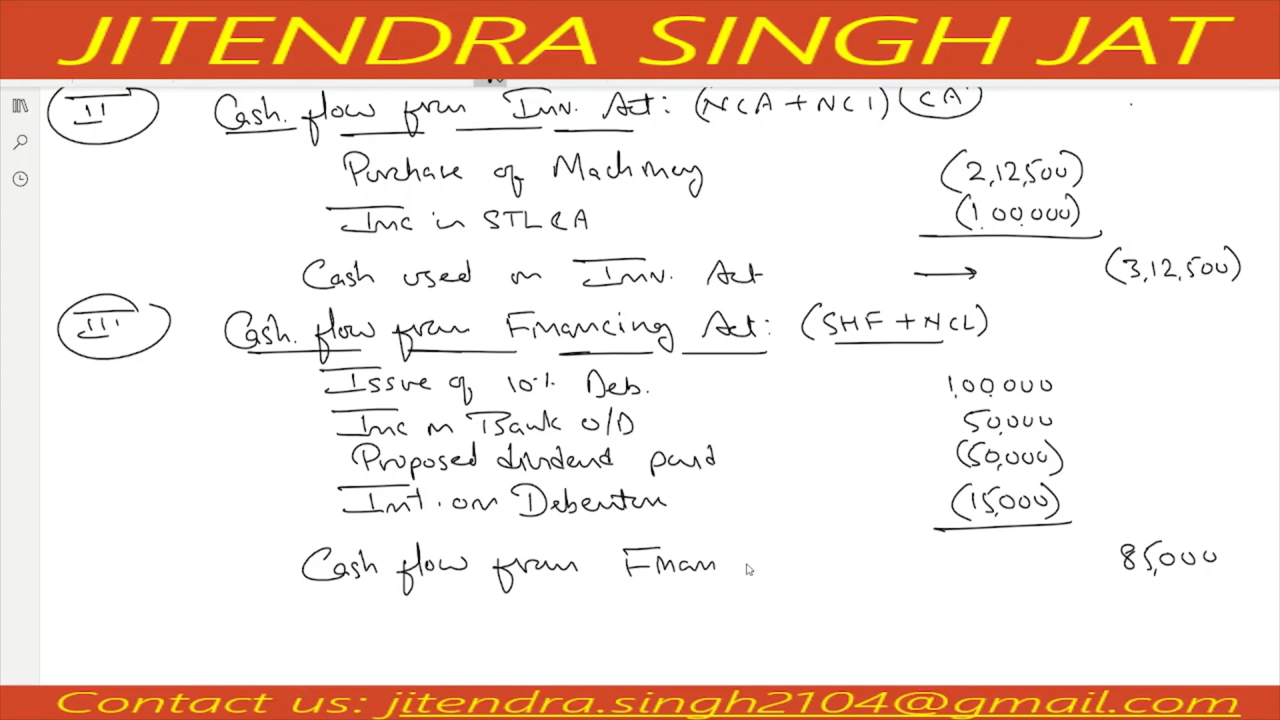 JITENDRA SINGH JAT
II Cash flow from Inv. Act: (NCA + NCI) (CA)
Purchase of Machinery (2,12,500)
Inc in STL & A (1,00,000)
Cash used in Inv. Act → (3,12,500)
III Cash flow from Financing Act: (SHF + NCL)
Issue of 10% Deb. 1,00,000
Inc in Bank O/D 50,000
Proposed dividend paid (50,000)
Int. on Debenture (15,000)
Cash flow from Finan 85,000
Contact us: jitendra.singh2104@gmail.com